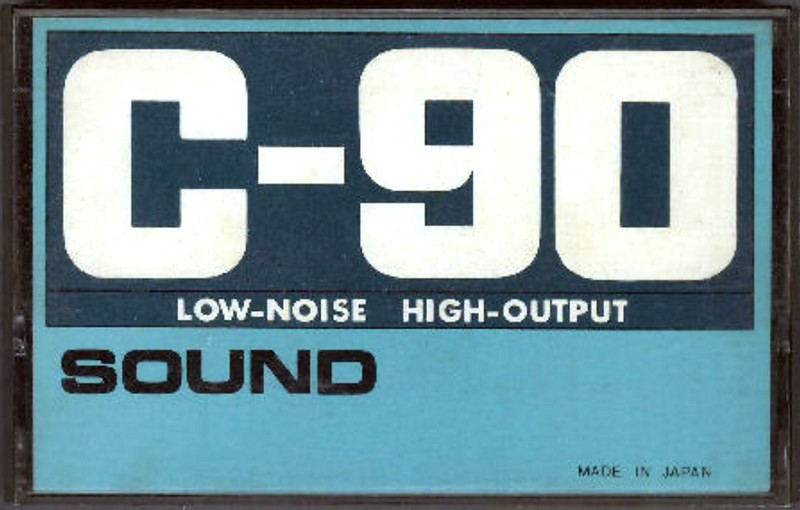 C-90
LOW-NOISE HIGH-OUTPUT
SOUND
MADE IN JAPAN